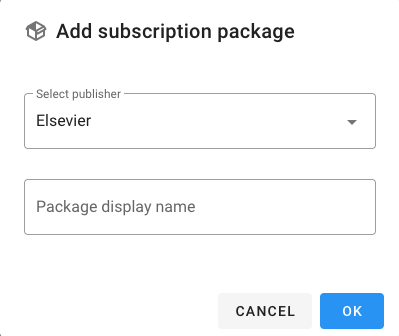 Add subscription package
Select publisher
Elsevier
Package display name
CANCEL OK